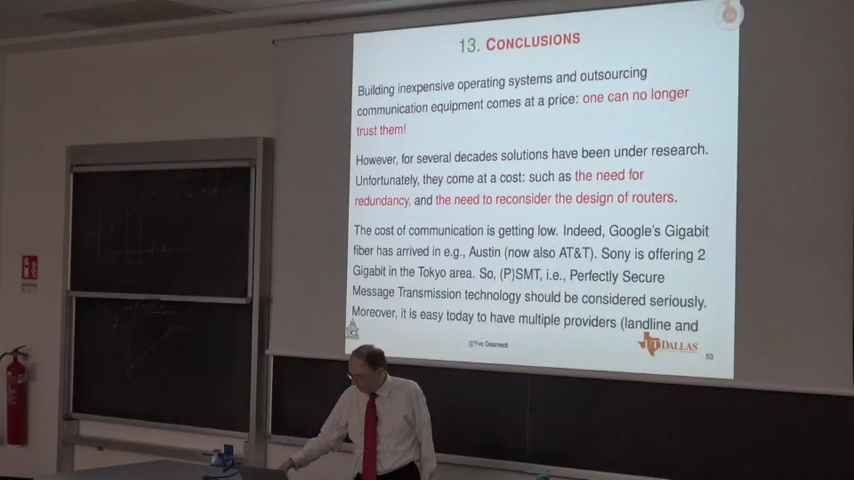 13. CONCLUSIONS
Building inexpensive operating systems and outsourcing
communication equipment comes at a price: one can no longer
trust them!
However, for several decades solutions have been under research.
Unfortunately, they come at a cost: such as the need for
redundancy, and the need to reconsider the design of routers.
The cost of communication is getting low. Indeed, Google's Gigabit
fiber has arrived in e.g., Austin (now also AT&T). Sony is offering 2
Gigabit in the Tokyo area. So, (P)SMT, i.e., Perfectly Secure
Message Transmission technology should be considered seriously.
Moreover, it is easy today to have multiple providers (landline and
©Yvo Desmedt
UT DALLAS
53